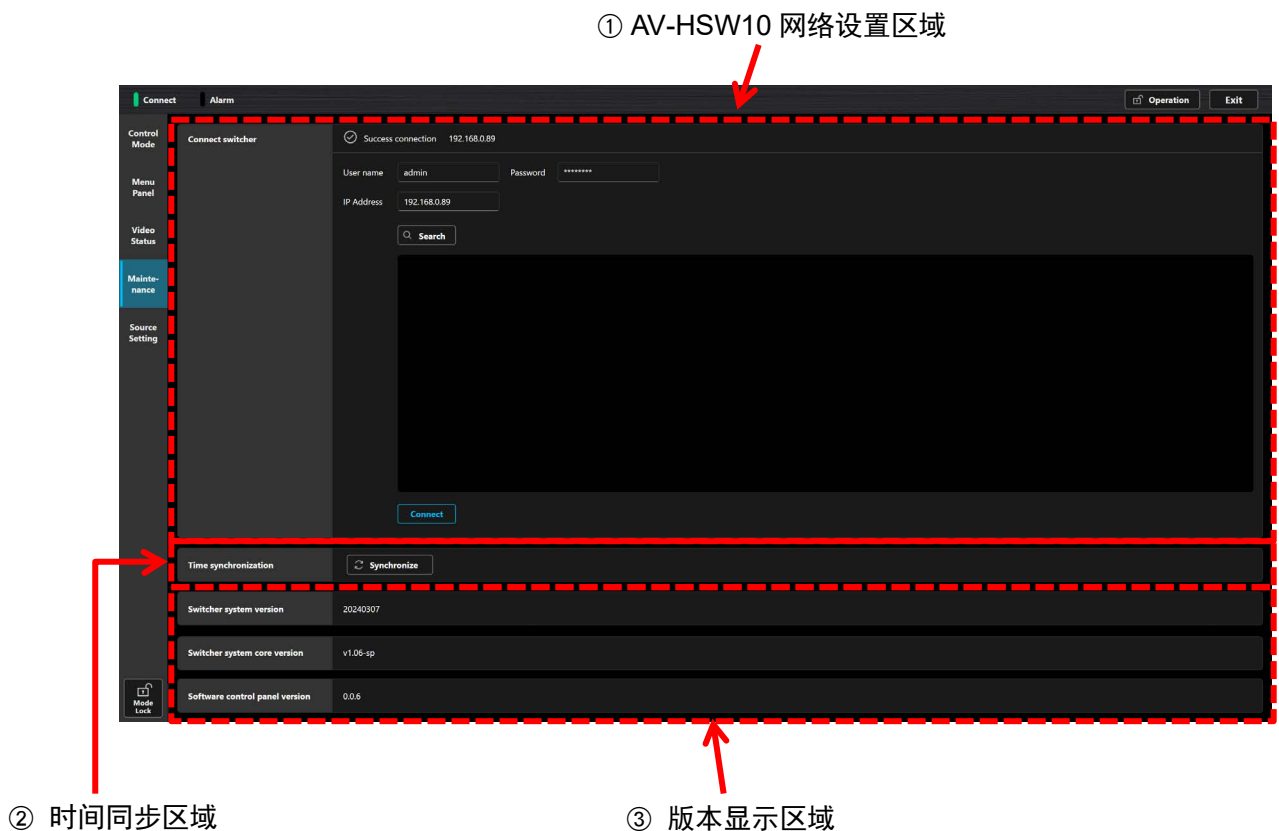 ① AV-HSW10 网络设置区域
Connect Alarm Operation Exit
Control
Mode
Menu
Panel
Video
Status
Mainte-
nance
Source
Setting
Mode
Lock
Connect switcher Success connection 192.168.0.89
User name admin Password ********
IP Address 192.168.0.89
Search
Connect
Time synchronization Synchronize
Switcher system version 20240307
Switcher system core version v1.06-sp
Software control panel version 0.0.6
② 时间同步区域
③ 版本显示区域